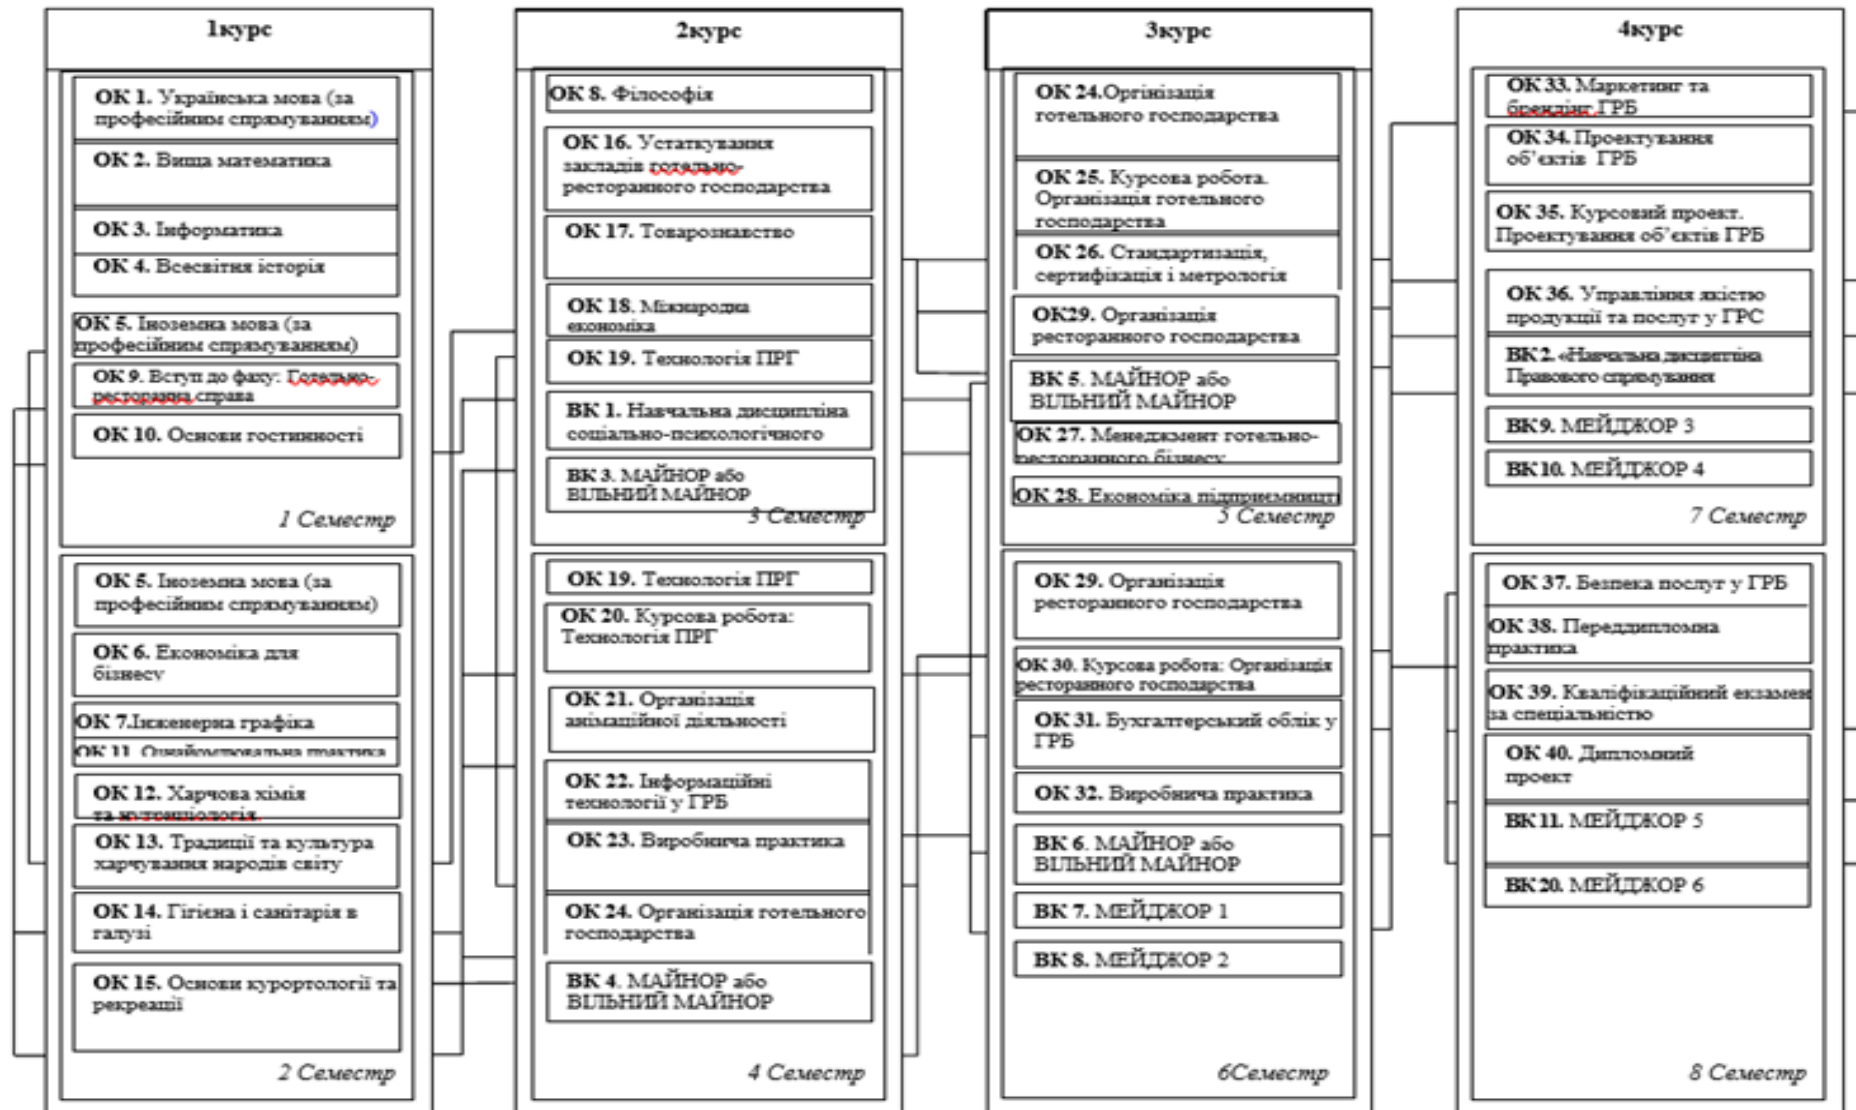 1курс
ОК 1. Українська мова (за
професійним спрямуванням)
ОК 2. Вища математика
ОК 3. Інформатика
ОК 4. Всесвітня історія
ОК 5. Іноземна мова (за
професійним спрямуванням)
ОК 9. Вступ до фаху: Готельно-
ресторанна справа
ОК 10. Основи гостинності
1 Семестр
ОК 5. Іноземна мова (за
професійним спрямуванням)
ОК 6. Економіка для
бізнесу
ОК 7.Інженерна графіка
ОК 11. Ознайомлювальна практика
ОК 12. Харчова хімія
та нутриціологія.
ОК 13. Традиції та культура
харчування народів світу
ОК 14. Гігієна і санітарія в
галузі
ОК 15. Основи курортології та
рекреації
2 Семестр
2курс
ОК 8. Філософія
ОК 16. Устаткування
закладів готельно-
ресторанного господарства
ОК 17. Товарознавство
ОК 18. Міжнародна
економіка
ОК 19. Технологія ПРГ
ВК 1. Навчальна дисципліна
соціально-психологічного
ВК 3. МАЙНОР або
ВІЛЬНИЙ МАЙНОР
3 Семестр
ОК 19. Технологія ПРГ
ОК 20. Курсова робота:
Технологія ПРГ
ОК 21. Організація
анімаційної діяльності
ОК 22. Інформаційні
технології у ГРБ
ОК 23. Виробнича практика
ОК 24. Організація готельного
господарства
ВК 4. МАЙНОР або
ВІЛЬНИЙ МАЙНОР
4 Семестр
3курс
ОК 24.Оргінізація
готельного господарства
ОК 25. Курсова робота.
Організація готельного
господарства
ОК 26. Стандартизація,
сертифікація і метрологія
ОК29. Організація
ресторанного господарства
ВК 5. МАЙНОР або
ВІЛЬНИЙ МАЙНОР
ОК 27. Менеджмент готельно-
ресторанного бізнесу
ОК 28. Економіка підприємницт
5 Семестр
ОК 29. Організація
ресторанного господарства
ОК 30. Курсова робота: Організація
ресторанного господарства
ОК 31. Бухгалтерський облік у
ГРБ
ОК 32. Виробнича практика
ВК 6. МАЙНОР або
ВІЛЬНИЙ МАЙНОР
ВК 7. МЕЙДЖОР 1
ВК 8. МЕЙДЖОР 2
6Семестр
4курс
ОК 33. Маркетинг та
брендінг ГРБ
ОК 34. Проектування
об’єктів ГРБ
ОК 35. Курсовий проект.
Проектування об’єктів ГРБ
ОК 36. Управління якістю
продукції та послуг у ГРС
ВК 2. «Навчальна дисципліна
Правового спрямування
ВК 9. МЕЙДЖОР 3
ВК 10. МЕЙДЖОР 4
7 Семестр
ОК 37. Безпека послуг у ГРБ
ОК 38. Переддипломна
практика
ОК 39. Кваліфікаційний екзамен
за спеціальністю
ОК 40. Дипломний
проект
ВК 11. МЕЙДЖОР 5
ВК 20. МЕЙДЖОР 6
8 Семестр